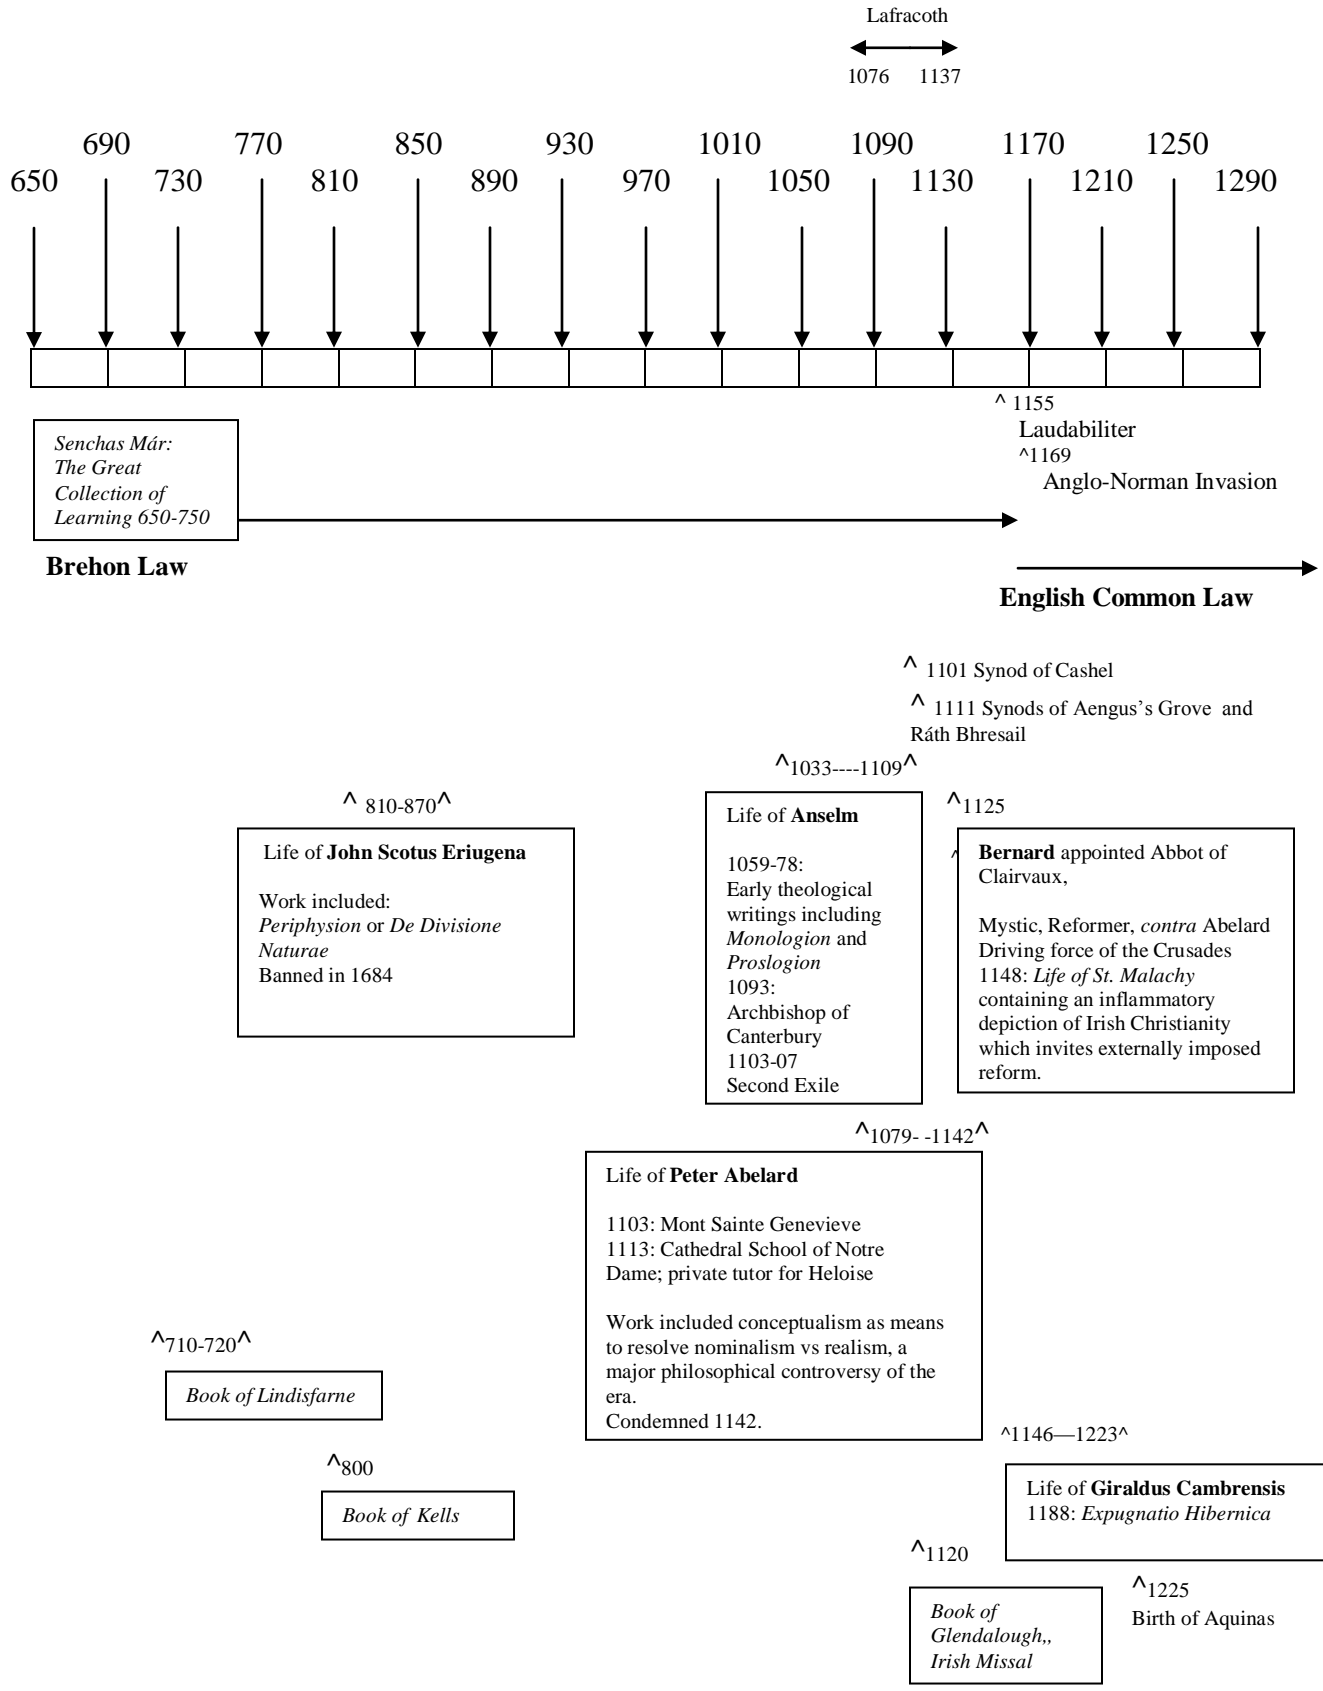 Lafracoth
1076 1137
690 770 850 930 1010 1090 1170 1250
650 730 810 890 970 1050 1130 1210 1290
^ 1155
Laudabiliter
^1169
Anglo-Norman Invasion
Senchas Már:
The Great
Collection of
Learning 650-750
Brehon Law
English Common Law
^ 1101 Synod of Cashel
^ 1111 Synods of Aengus’s Grove and
Ráth Bhresail
^1033----1109^
Life of Anselm
1059-78:
Early theological
writings including
Monologion and
Proslogion
1093:
Archbishop of
Canterbury
1103-07
Second Exile
^ 810-870^
Life of John Scotus Eriugena
Work included:
Periphysion or De Divisione
Naturae
Banned in 1684
^1125
^
Bernard appointed Abbot of
Clairvaux,
Mystic, Reformer, contra Abelard
Driving force of the Crusades
1148: Life of St. Malachy
containing an inflammatory
depiction of Irish Christianity
which invites externally imposed
reform.
^1079- -1142^
Life of Peter Abelard
1103: Mont Sainte Genevieve
1113: Cathedral School of Notre
Dame; private tutor for Heloise
Work included conceptualism as means
to resolve nominalism vs realism, a
major philosophical controversy of the
era.
Condemned 1142.
^710-720^
Book of Lindisfarne
^800
Book of Kells
^1146—1223^
Life of Giraldus Cambrensis
1188: Expugnatio Hibernica
^1120
Book of
Glendalough,,
Irish Missal
^1225
Birth of Aquinas